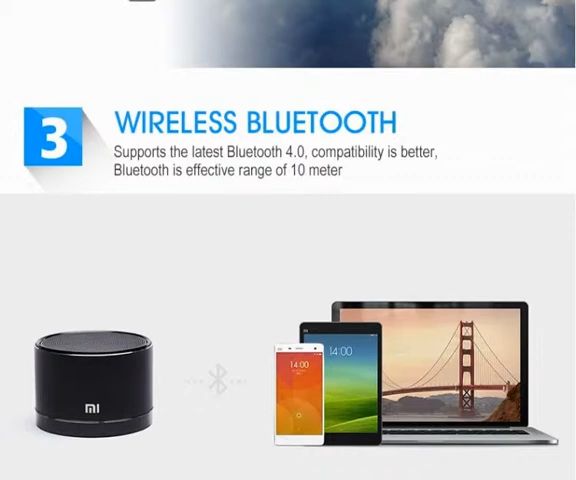 3
WIRELESS BLUETOOTH
Supports the latest Bluetooth 4.0, compatibility is better,
Bluetooth is effective range of 10 meter
mi
14:00
14:00